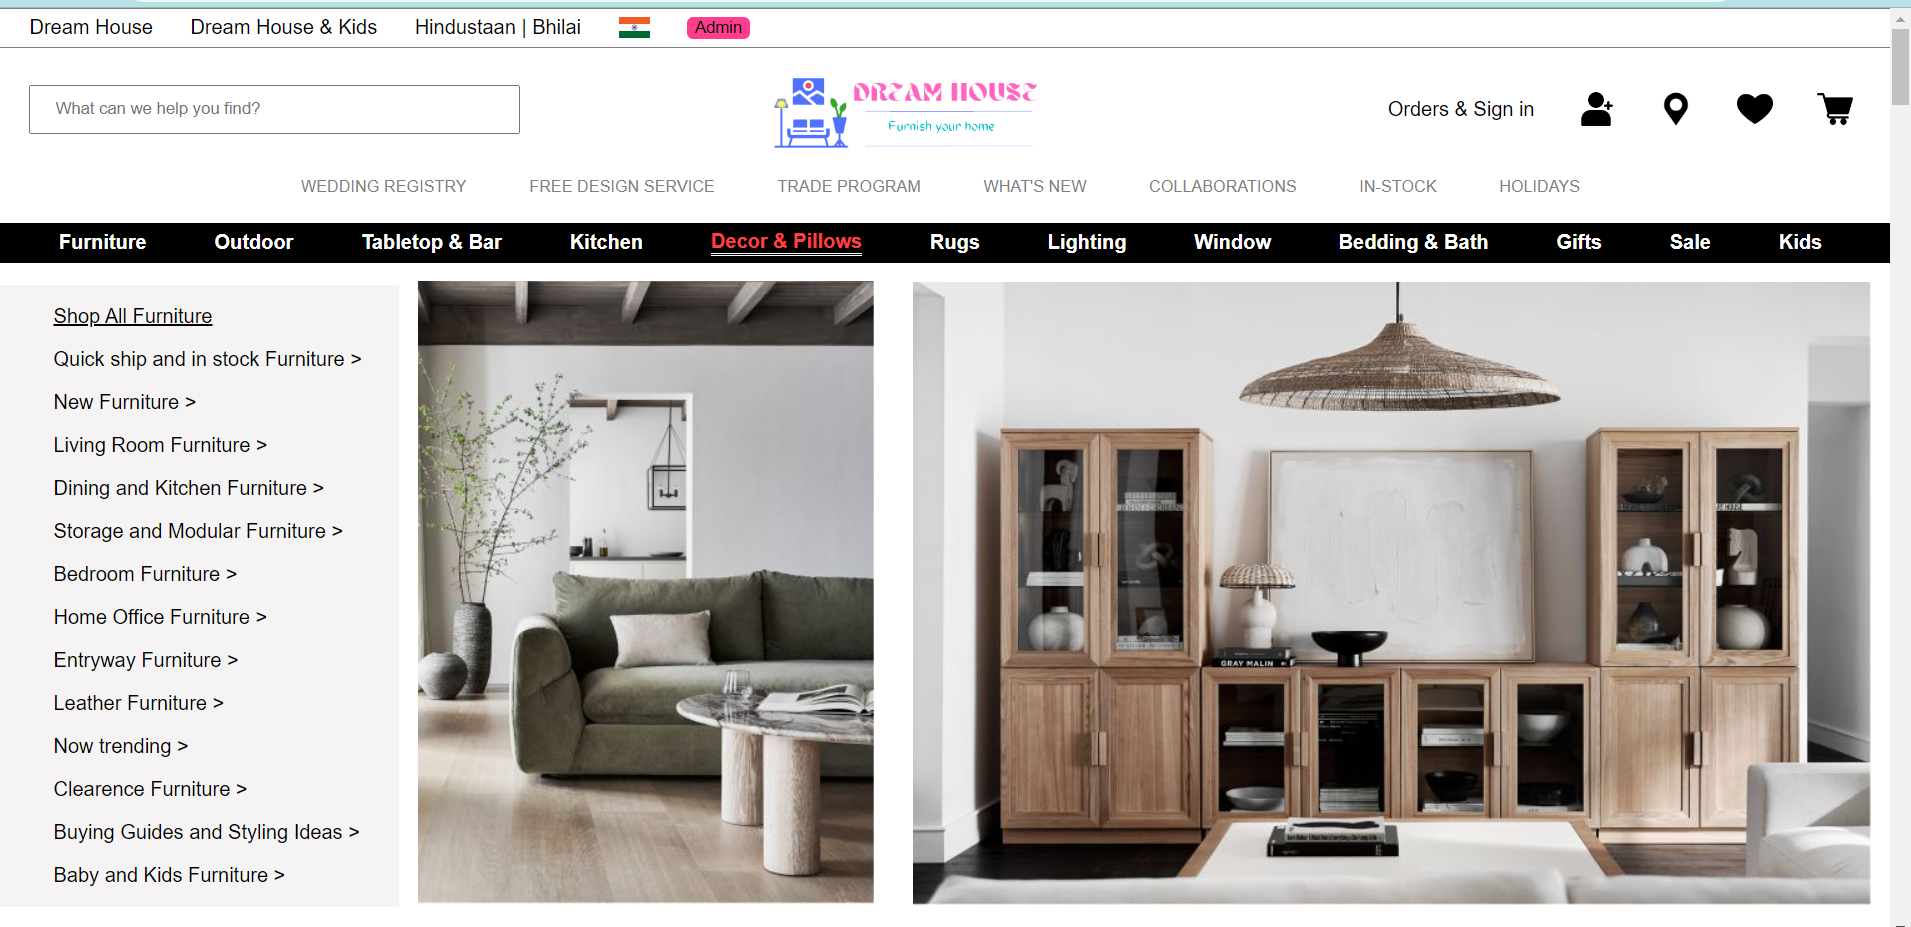 Dream House Dream House & Kids Hindustaan | Bhilai Admin
What can we help you find?
DREAM HOUSE
Furnish your home
Orders & Sign in
WEDDING REGISTRY FREE DESIGN SERVICE TRADE PROGRAM WHAT'S NEW COLLABORATIONS IN-STOCK HOLIDAYS
Furniture Outdoor Tabletop & Bar Kitchen Decor & Pillows Rugs Lighting Window Bedding & Bath Gifts Sale Kids
Shop All Furniture
Quick ship and in stock Furniture >
New Furniture >
Living Room Furniture >
Dining and Kitchen Furniture >
Storage and Modular Furniture >
Bedroom Furniture >
Home Office Furniture >
Entryway Furniture >
Leather Furniture >
Now trending >
Clearence Furniture >
Buying Guides and Styling Ideas >
Baby and Kids Furniture >
GRAY MALIN